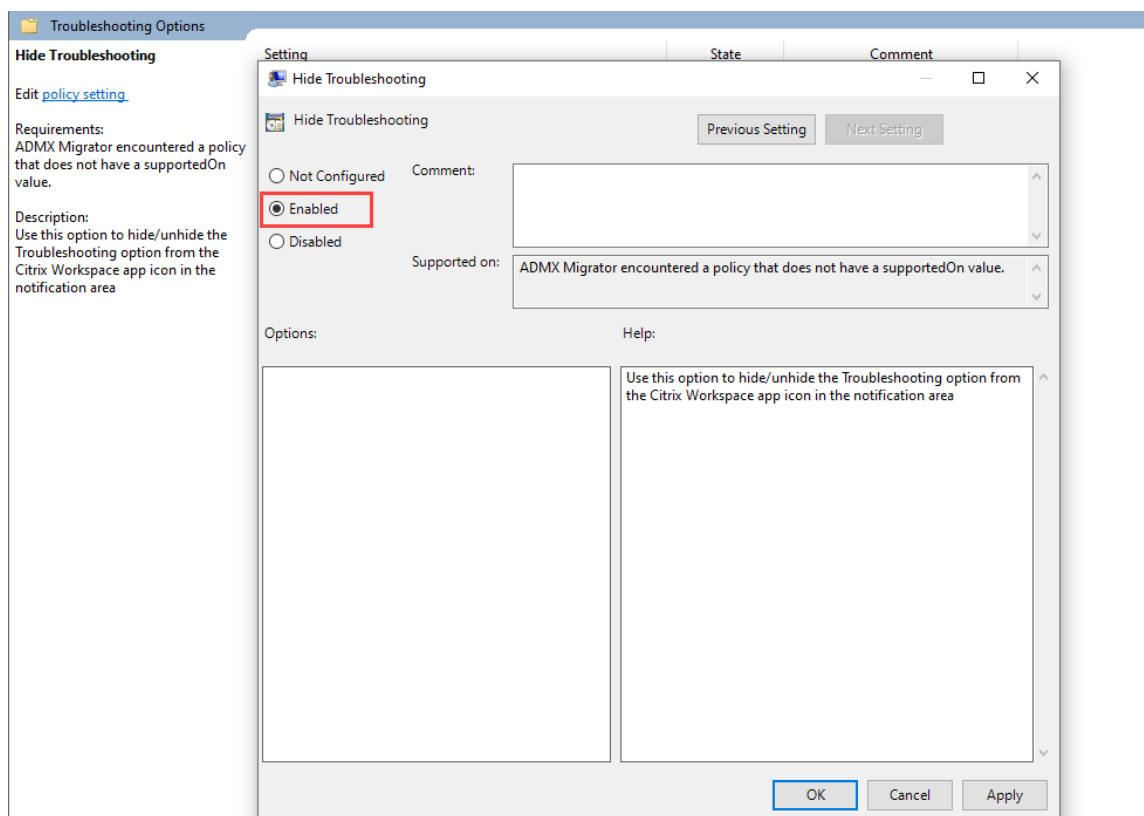 Troubleshooting Options
Hide Troubleshooting
Edit policy setting
Requirements:
ADMX Migrator encountered a policy
that does not have a supportedOn
value.
Description:
Use this option to hide/unhide the
Troubleshooting option from the
Citrix Workspace app icon in the
notification area
Setting State Comment
Hide Troubleshooting
Hide Troubleshooting
Previous Setting Next Setting
Not Configured
Enabled
Disabled
Comment:
Supported on:
ADMX Migrator encountered a policy that does not have a supportedOn value.
Options:
Help:
Use this option to hide/unhide the Troubleshooting option from
the Citrix Workspace app icon in the notification area
OK Cancel Apply